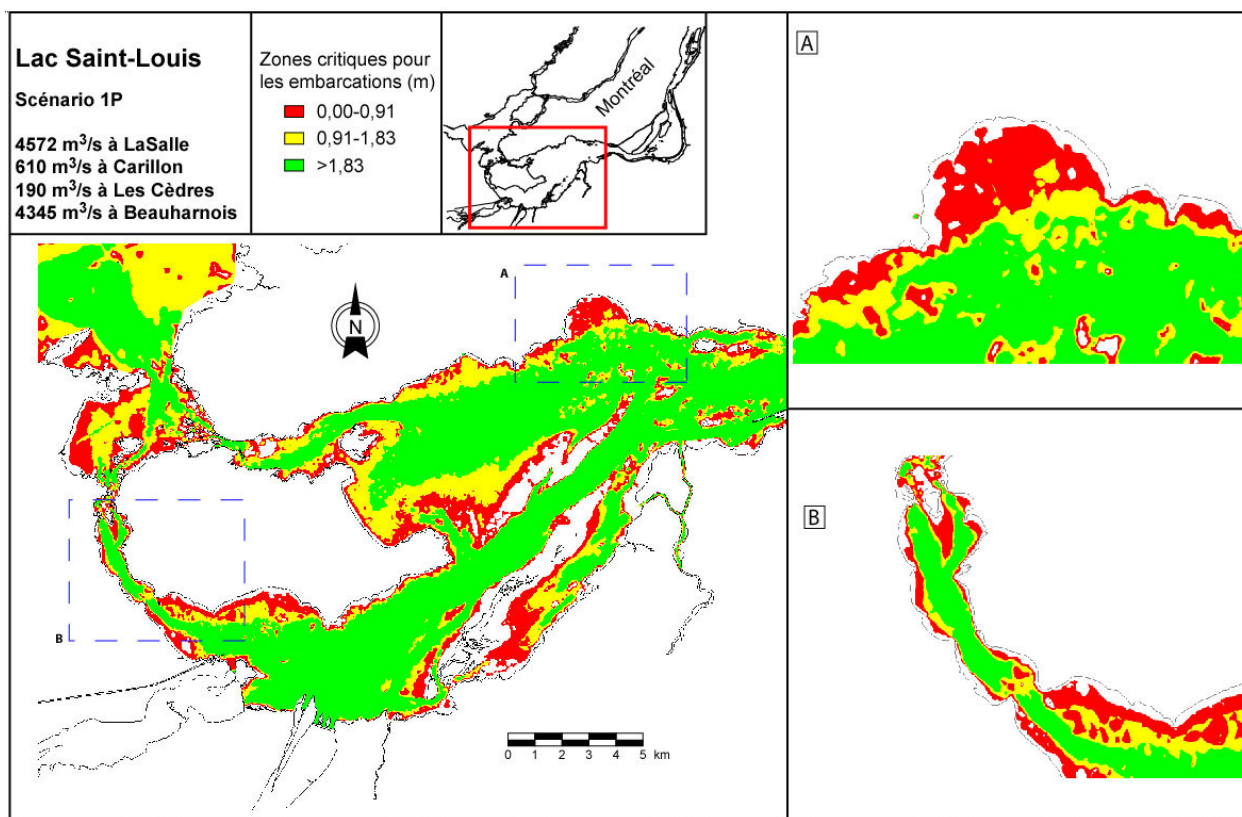 Lac Saint-Louis
Scénario 1P
4572 m³/s à LaSalle
610 m³/s à Carillon
190 m³/s à Les Cèdres
4345 m³/s à Beauharnois
Zones critiques pour
les embarcations (m)
0,00-0,91
0,91-1,83
>1,83
Montréal
A
B
A
N
B
0 1 2 3 4 5 km